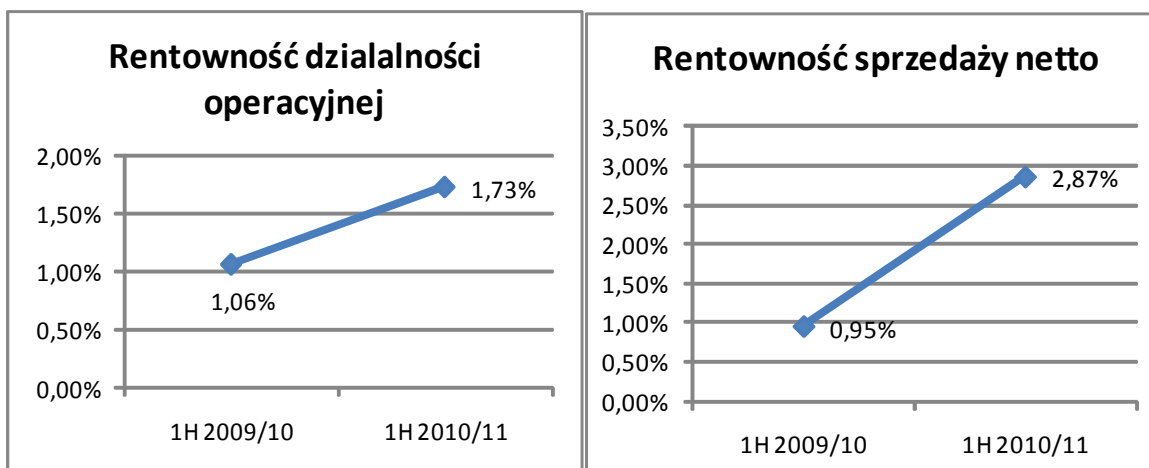 Rentowność dzialalności
operacyjnej
2,00%
1,50%
1,00%
0,50%
0,00%
1,06%
1,73%
1H 2009/10
1H 2010/11
Rentowność sprzedaży netto
3,50%
3,00%
2,50%
2,00%
1,50%
1,00%
0,50%
0,00%
0,95%
2,87%
1H 2009/10
1H 2010/11